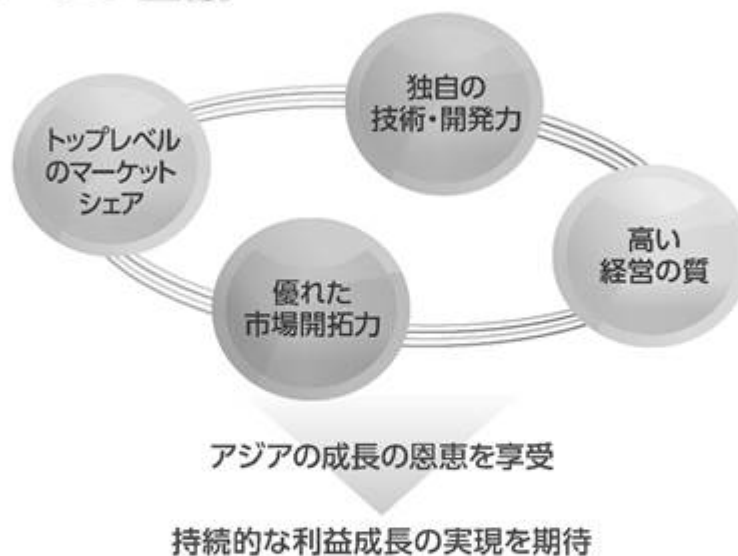 トップレベル
のマーケット
シェア
独自の
技術・開発力
高い
経営の質
優れた
市場開拓力
アジアの成長の恩恵を享受
持続的な利益成長の実現を期待